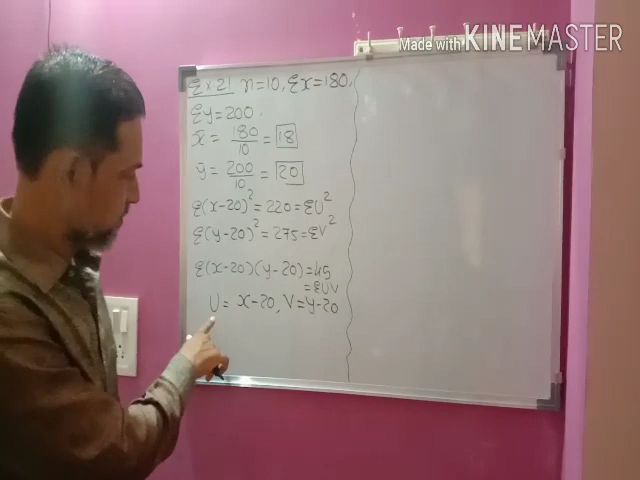 Made with KINEMASTER
Ex 21 n=10, Σx=180,
Σy=200.
x̄ = 180/10 = 18
ȳ = 200/10 = 20
Σ(x-20)² = 220 = ΣU²
Σ(y-20)² = 275 = ΣV²
Σ(x-20)(y-20) = 45
= ΣUV
U = x-20, V = y-20